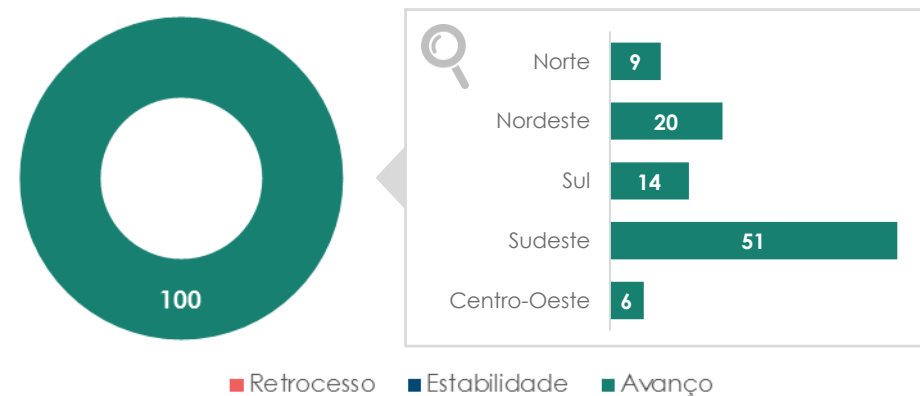 100
Norte 9
Nordeste 20
Sul 14
Sudeste 51
Centro-Oeste 6
Retrocesso Estabilidade Avanço